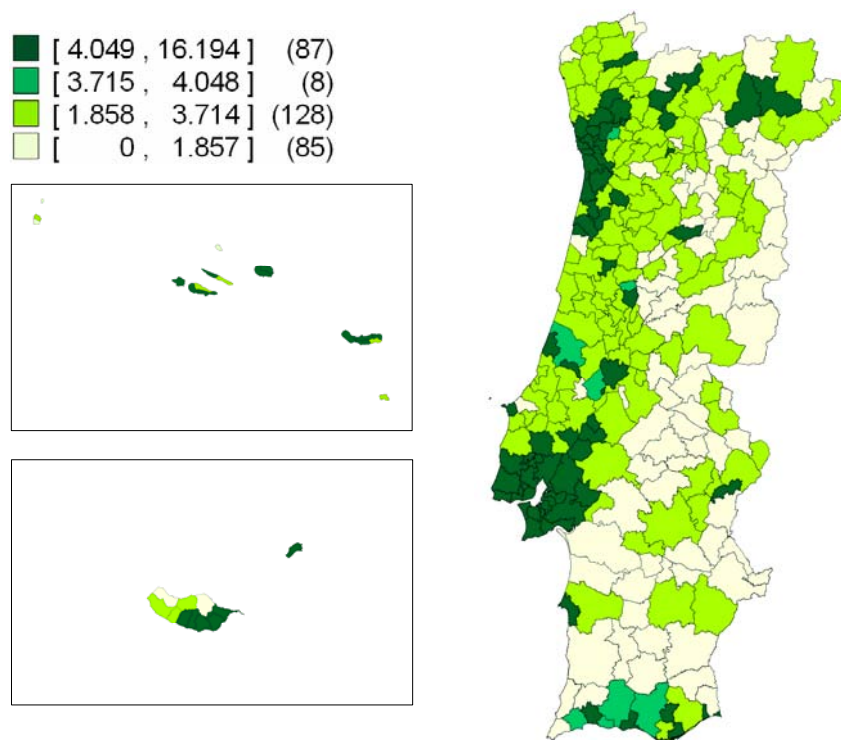 [ 4.049 , 16.194 ] (87)
[ 3.715 , 4.048 ] (8)
[ 1.858 , 3.714 ] (128)
[ 0 , 1.857 ] (85)